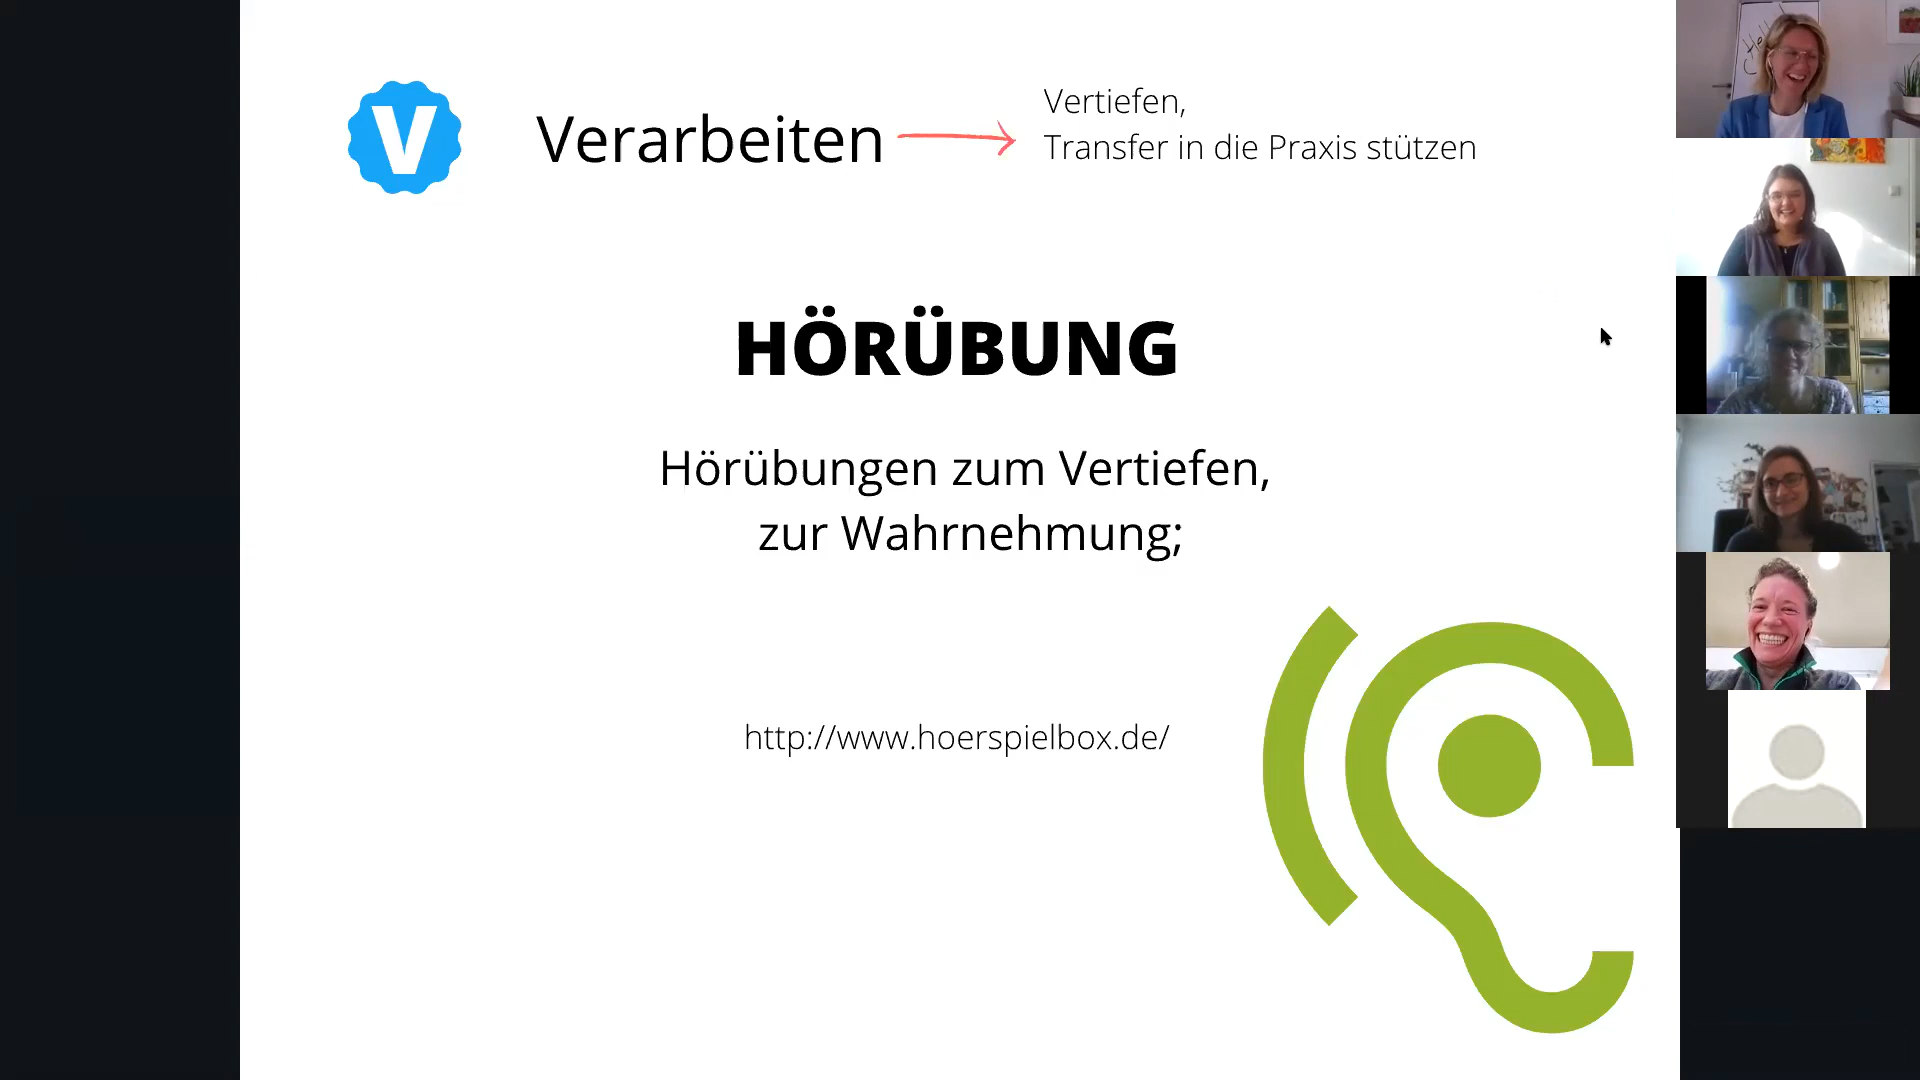 V
Verarbeiten
Vertiefen,
Transfer in die Praxis stützen
HÖRÜBUNG
Hörübungen zum Vertiefen,
zur Wahrnehmung;
http://www.hoerspielbox.de/